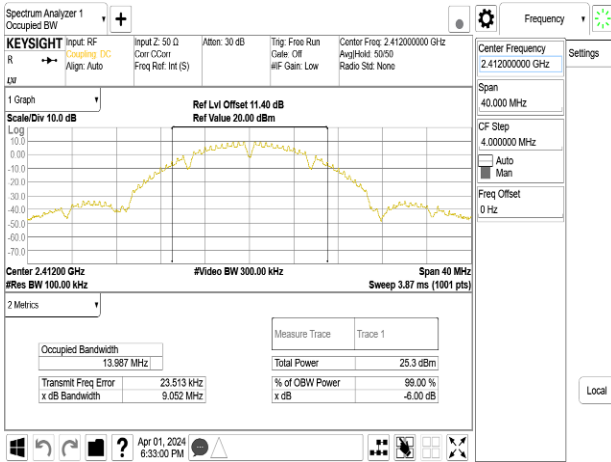 Spectrum Analyzer 1
Occupied BW
Frequency
KEYSIGHT
R
Input: RF
Coupling: DC
Align: Auto
Input Z: 50 Ω
Corr CCorr
Freq Ref: Int (S)
Atten: 30 dB
Trig: Free Run
Gate: Off
#IF Gain: Low
Center Freq: 2.412000000 GHz
Avg|Hold: 50/50
Radio Std: None
LXI
Center Frequency
2.412000000 GHz
Settings
Span
40.000 MHz
CF Step
4.000000 MHz
Auto
Man
Freq Offset
0 Hz
Local
1 Graph
Scale/Div 10.0 dB
Ref Lvl Offset 11.40 dB
Ref Value 20.00 dBm
Log
10.0
0.00
-10.0
-20.0
-30.0
-40.0
-50.0
-60.0
-70.0
Center 2.41200 GHz
#Video BW 300.00 kHz
Span 40 MHz
#Res BW 100.00 kHz
Sweep 3.87 ms (1001 pts)
2 Metrics
Measure Trace
Trace 1
Occupied Bandwidth
13.987 MHz
Total Power
25.3 dBm
Transmit Freq Error
23.513 kHz
% of OBW Power
99.00 %
x dB Bandwidth
9.052 MHz
x dB
-6.00 dB
?
Apr 01, 2024
6:33:00 PM